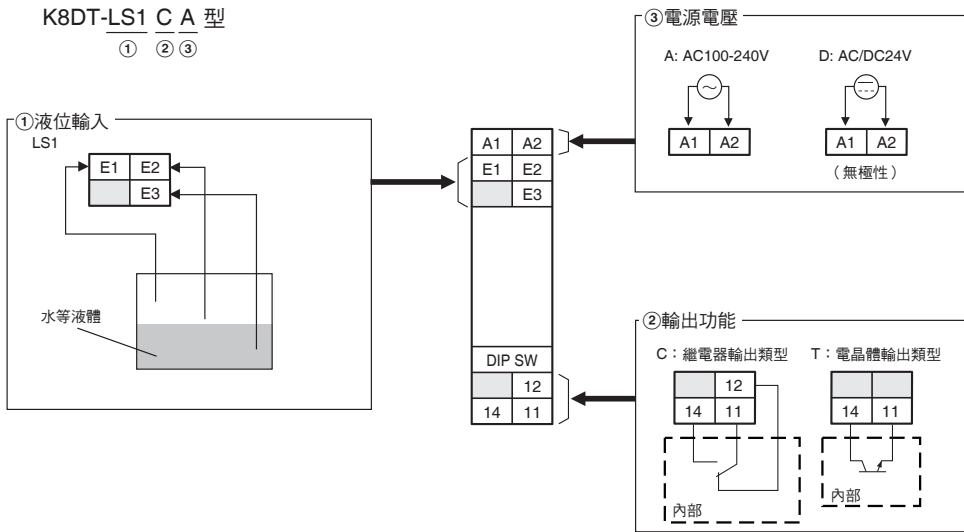 K8DT-LS1 C A 型
① ② ③
①液位輸入
LS1
E1 E2
E3
水等液體
A1 A2
E1 E2
E3
DIP SW
12
14 11
③電源電壓
A: AC100-240V D: AC/DC24V
A1 A2 A1 A2
（無極性）
②輸出功能
C：繼電器輸出類型 T：電晶體輸出類型
12
14 11 14 11
內部 內部